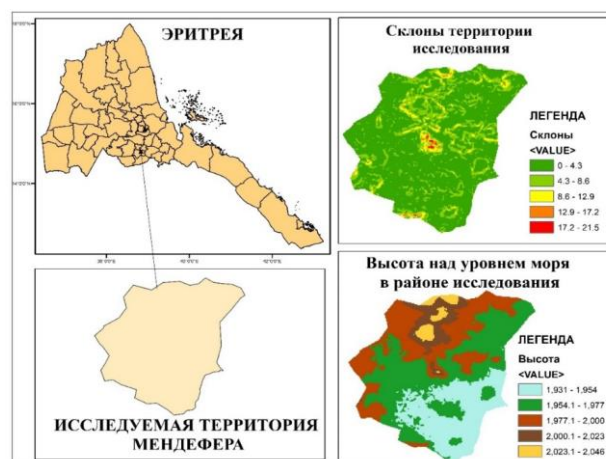 ЭРИТРЕЯ
ИССЛЕДУЕМАЯ ТЕРРИТОРИЯ
МЕНДЕФЕРА
Склоны территории
исследования
ЛЕГЕНДА
Склоны
<VALUE>
0 - 4.3
4.3 - 8.6
8.6 - 12.9
12.9 - 17.2
17.2 - 21.5
Высота над уровнем моря
в районе исследования
ЛЕГЕНДА
Высота
<VALUE>
1,931 - 1,954
1,954.1 - 1,977
1,977.1 - 2,000
2,000.1 - 2,023
2,023.1 - 2,046